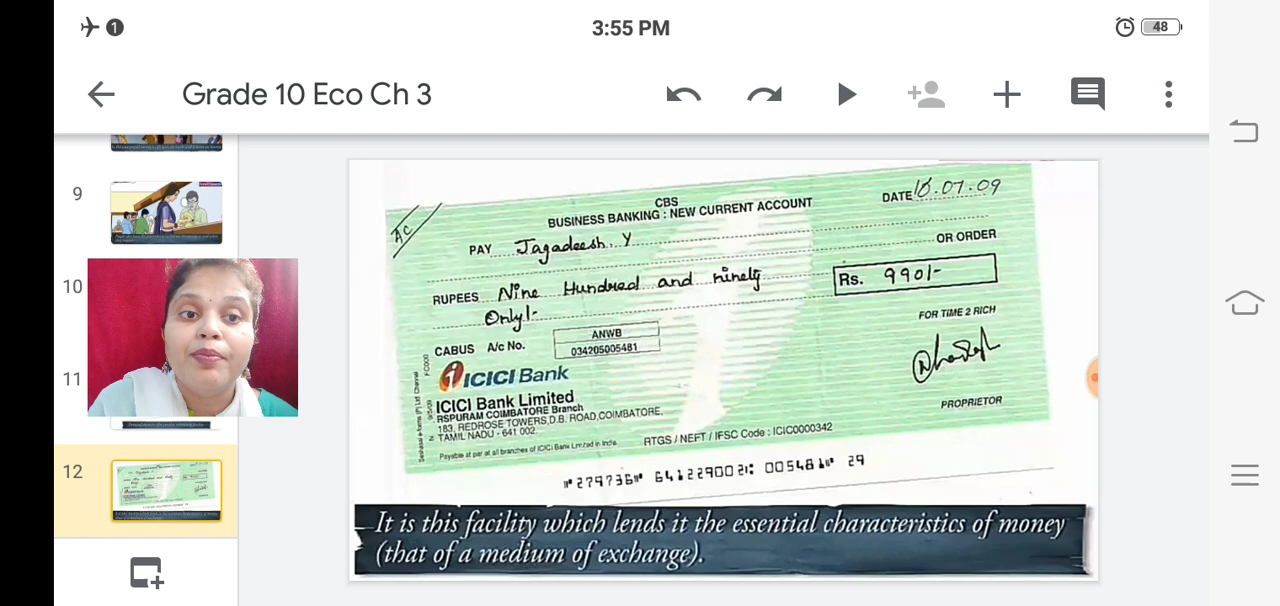 3:55 PM
48
Grade 10 Eco Ch 3
9
10
11
12
A/C
CBS
BUSINESS BANKING : NEW CURRENT ACCOUNT
DATE 10.07.09
PAY Jagadeesh. Y
OR ORDER
RUPEES Nine Hundred and ninety
Only/-
Rs. 990/-
CABUS A/c No.
ANWB
034205005481
FOR TIME 2 RICH
ICICI Bank
ICICI Bank Limited
RSPURAM COIMBATORE Branch
183, REDROSE TOWERS,D.B. ROAD,COIMBATORE,
TAMIL NADU - 641 002.
PROPRIETOR
Payable at par at all branches of ICICI Bank Limited in India
RTGS / NEFT / IFSC Code : ICIC0000342
⑈279736⑈ 641229002⑆ 005481⑈ 29
It is this facility which lends it the essential characteristics of money
(that of a medium of exchange).